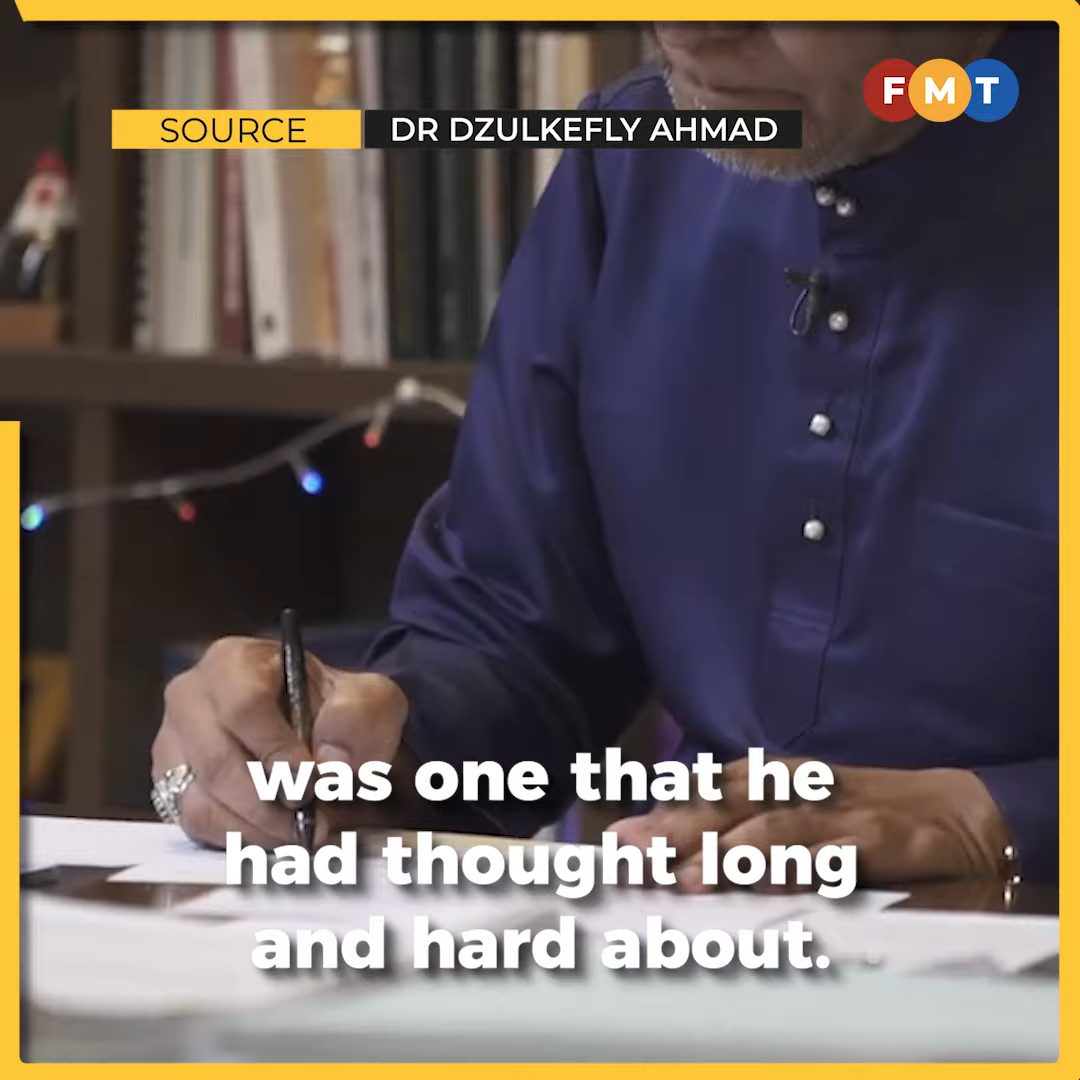 FMT
SOURCE DR DZULKEFLY AHMAD
was one that he
had thought long
and hard about.